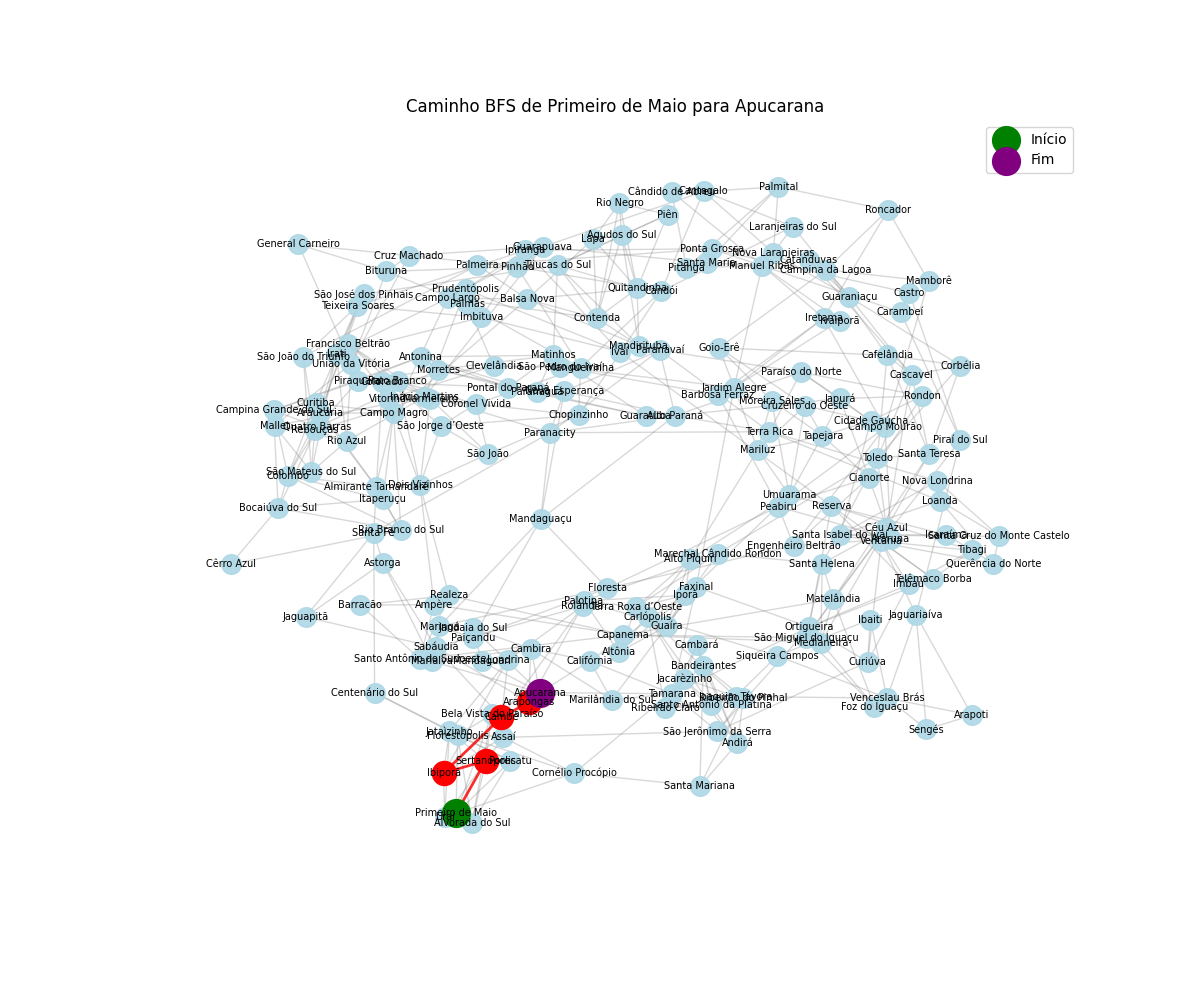 Caminho BFS de Primeiro de Maio para Apucarana
Início
Fim
Palmital
Cândido de Abreu
Cantagalo
Rio Negro
Roncador
Piên
Laranjeiras do Sul
Agudos do Sul
Lapa
General Carneiro
Guarapuava
Ipiranga
Ponta Grossa
Nova Laranjeiras
Cruz Machado
Catanduvas
Santa Maria
Palmeira
Pinhão
Tijucas do Sul
Pitanga
Manuel Ribas
Campina da Lagoa
Bituruna
Mamborê
Prudentópolis
Quitandinha
Candói
Castro
São José dos Pinhais
Campo Largo
Balsa Nova
Guaraniaçu
Teixeira Soares
Palmas
Carambeí
Imbituva
Contenda
Iretama
Ivaiporã
Francisco Beltrão
Mandirituba
Goio-Erê
Paranavaí
Ivaí
Irati
São João do Triunfo
Antonina
Matinhos
Cafelândia
União da Vitória
Clevelândia
São Pedro do Ivaí
Mangueirinha
Corbélia
Morretes
Paraíso do Norte
Cascavel
Piraquara
Pato Branco
Pontal do Paraná
Nova Esperança
Jardim Alegre
Barbosa Ferraz
Rondon
Inácio Martins
Vitorino
Marmeleiro
Moreira Sales
Japurá
Curitiba
Coronel Vivida
Cruzeiro do Oeste
Campina Grande do Sul
Araucária
Campo Magro
Chopinzinho
Guaratuba
Alto Paraná
Cidade Gaúcha
Mallet
Quatro Barras
São Jorge d'Oeste
Campo Mourão
Rebouças
Paranacity
Terra Rica
Tapejara
Rio Azul
Piraí do Sul
Mariluz
São João
Santa Teresa
Toledo
São Mateus do Sul
Colombo
Cianorte
Nova Londrina
Almirante Tamandaré
Dois Vizinhos
Itaperuçu
Umuarama
Loanda
Bocaiúva do Sul
Peabiru
Reserva
Mandaguaçu
Rio Branco do Sul
Santa Fé
Céu Azul
Santa Isabel do Ivaí
Santa Cruz do Monte Castelo
Engenheiro Beltrão
Tibagi
Marechal Cândido Rondon
Alto Piquiri
Cêrro Azul
Astorga
Santa Helena
Querência do Norte
Telêmaco Borba
Imbaú
Floresta
Faxinal
Iporã
Realeza
Matelândia
Barracão
Ampére
Palotina
Rolândia
Terra Roxa d'Oeste
Jaguapitã
Carlópolis
Jaguariaíva
Ibaiti
Maringá
Jandaia do Sul
Guaíra
Ortigueira
Paiçandu
Capanema
São Miguel do Iguaçu
Medianeira
Sabáudia
Cambira
Altônia
Cambará
Santo Antônio do Sudoeste
Marialva
Mandaguari
Londrina
Califórnia
Siqueira Campos
Curiúva
Bandeirantes
Jacarèzinho
Centenário do Sul
Apucarana
Tamarana
Joaquim Távora
Ribeirão do Pinhal
Marilândia do Sul
Venceslau Brás
Arapongas
Santo Antônio da Platina
Ribeirão Claro
Foz do Iguaçu
Bela Vista do Paraíso
Cambé
Arapoti
Jataizinho
Florestópolis
Assaí
São Jerônimo da Serra
Sengés
Andirá
Sertanópolis
Porecatu
Ibiporã
Cornélio Procópio
Santa Mariana
Primeiro de Maio
Alvorada do Sul